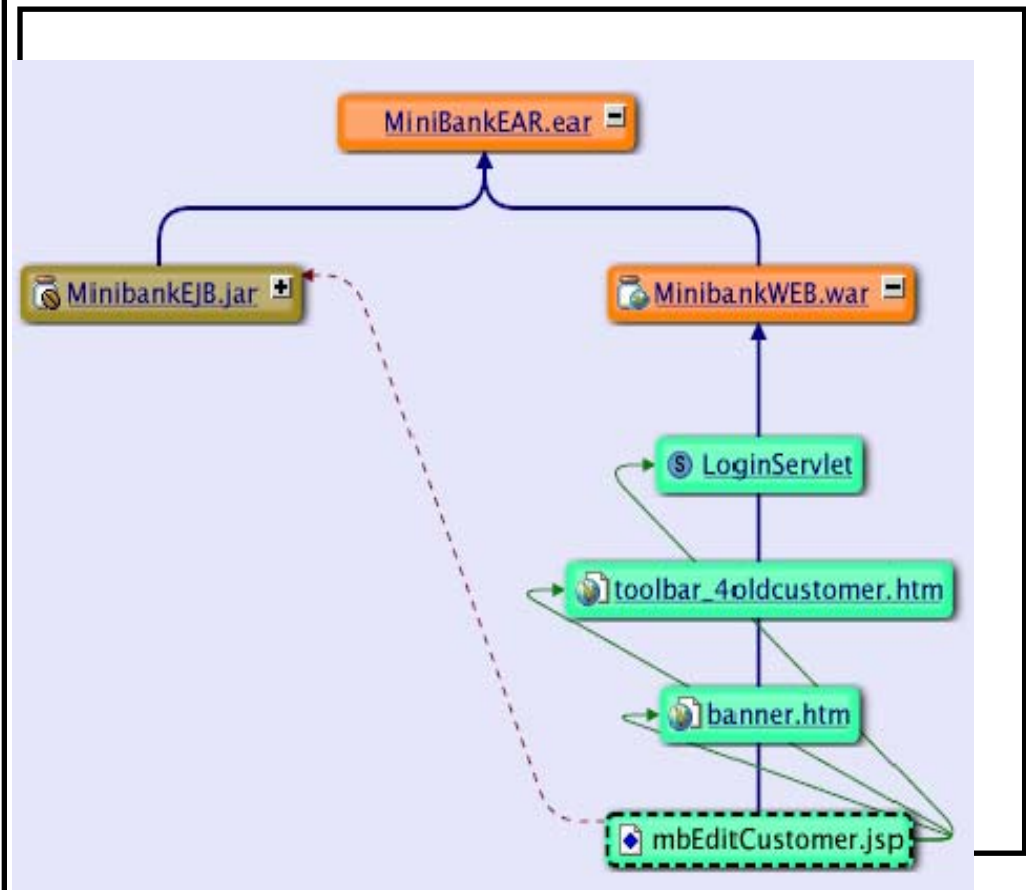 MiniBankEAR.ear
MinibankEJB.jar
MinibankWEB.war
S LoginServlet
toolbar_4oldcustomer.htm
banner.htm
mbEditCustomer.jsp